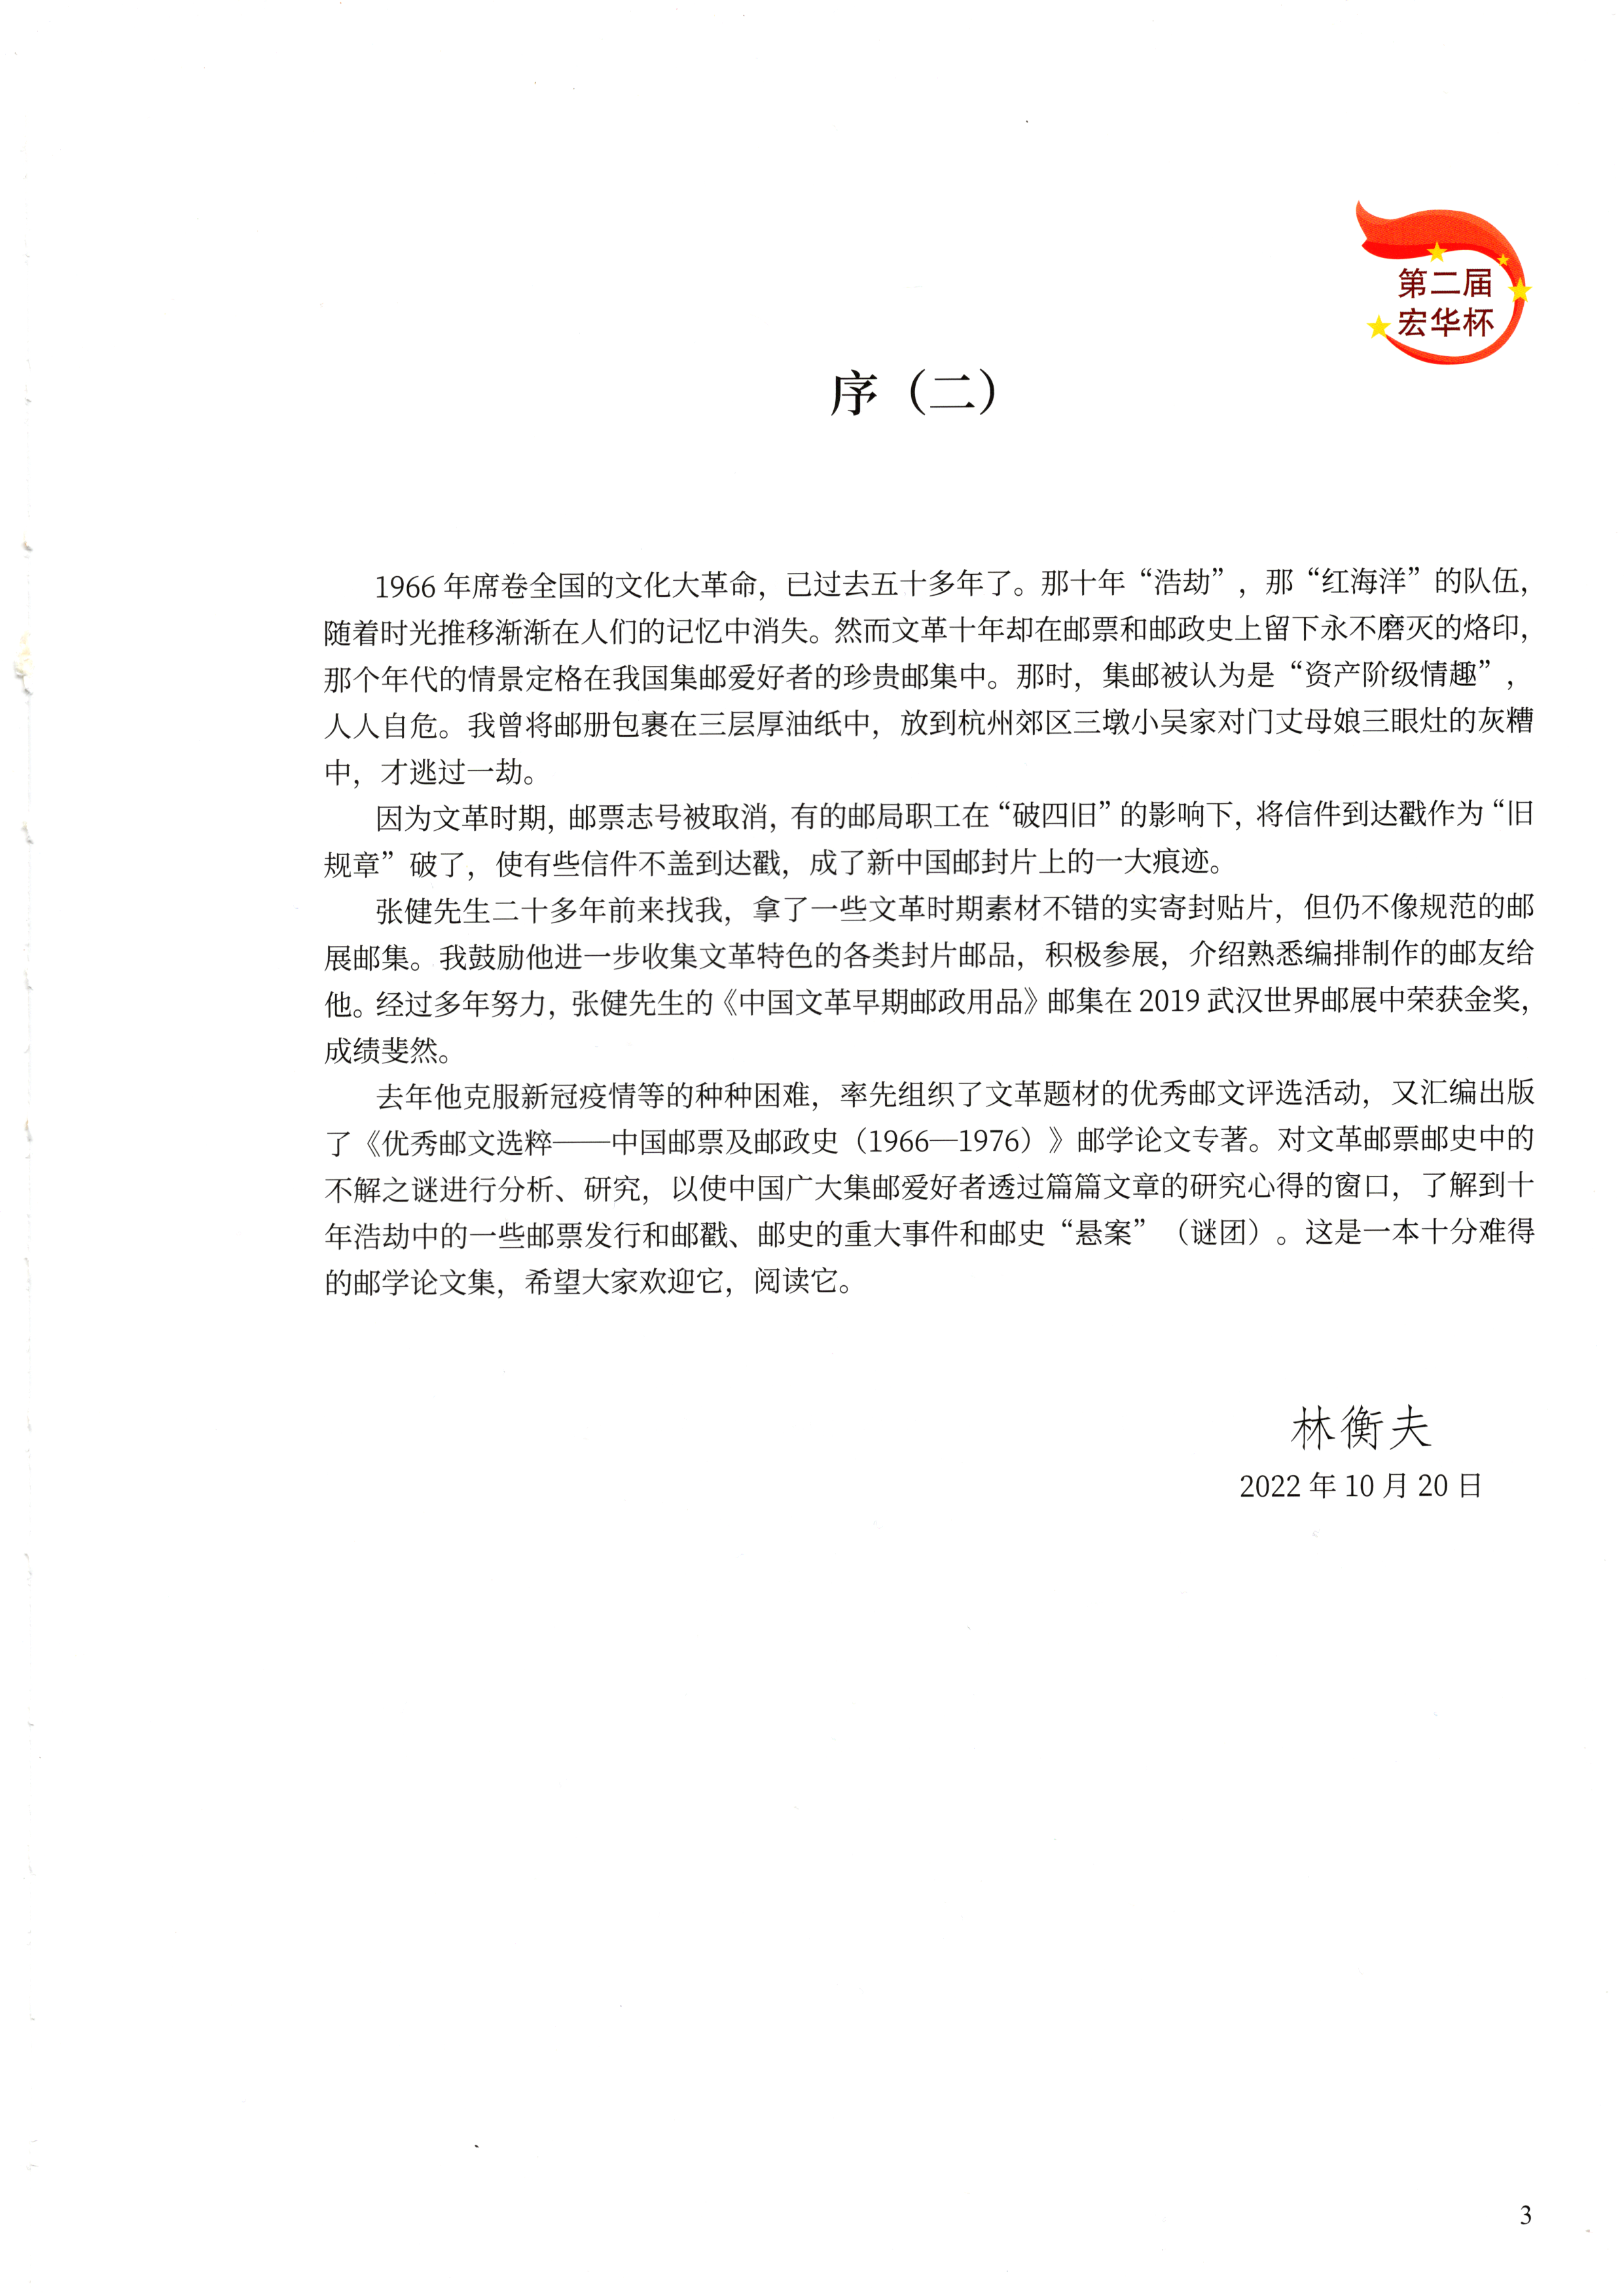 第二届
宏华杯
序（二）
1966 年席卷全国的文化大革命，已过去五十多年了。那十年“浩劫”，那“红海洋”的队伍，
随着时光推移渐渐在人们的记忆中消失。然而文革十年却在邮票和邮政史上留下永不磨灭的烙印，
那个年代的情景定格在我国集邮爱好者的珍贵邮集中。那时，集邮被认为是“资产阶级情趣”，
人人自危。我曾将邮册包裹在三层厚油纸中，放到杭州郊区三墩小吴家对门丈母娘三眼灶的灰糟
中，才逃过一劫。
因为文革时期，邮票志号被取消，有的邮局职工在“破四旧”的影响下，将信件到达戳作为“旧
规章”破了，使有些信件不盖到达戳，成了新中国邮封片上的一大痕迹。
张健先生二十多年前来找我，拿了一些文革时期素材不错的实寄封贴片，但仍不像规范的邮
展邮集。我鼓励他进一步收集文革特色的各类封片邮品，积极参展，介绍熟悉编排制作的邮友给
他。经过多年努力，张健先生的《中国文革早期邮政用品》邮集在 2019 武汉世界邮展中荣获金奖，
成绩斐然。
去年他克服新冠疫情等的种种困难，率先组织了文革题材的优秀邮文评选活动，又汇编出版
了《优秀邮文选粹——中国邮票及邮政史（1966—1976）》邮学论文专著。对文革邮票邮史中的
不解之谜进行分析、研究，以使中国广大集邮爱好者透过篇篇文章的研究心得的窗口，了解到十
年浩劫中的一些邮票发行和邮戳、邮史的重大事件和邮史“悬案”（谜团）。这是一本十分难得
的邮学论文集，希望大家欢迎它，阅读它。
林衡夫
2022 年 10 月 20 日
3